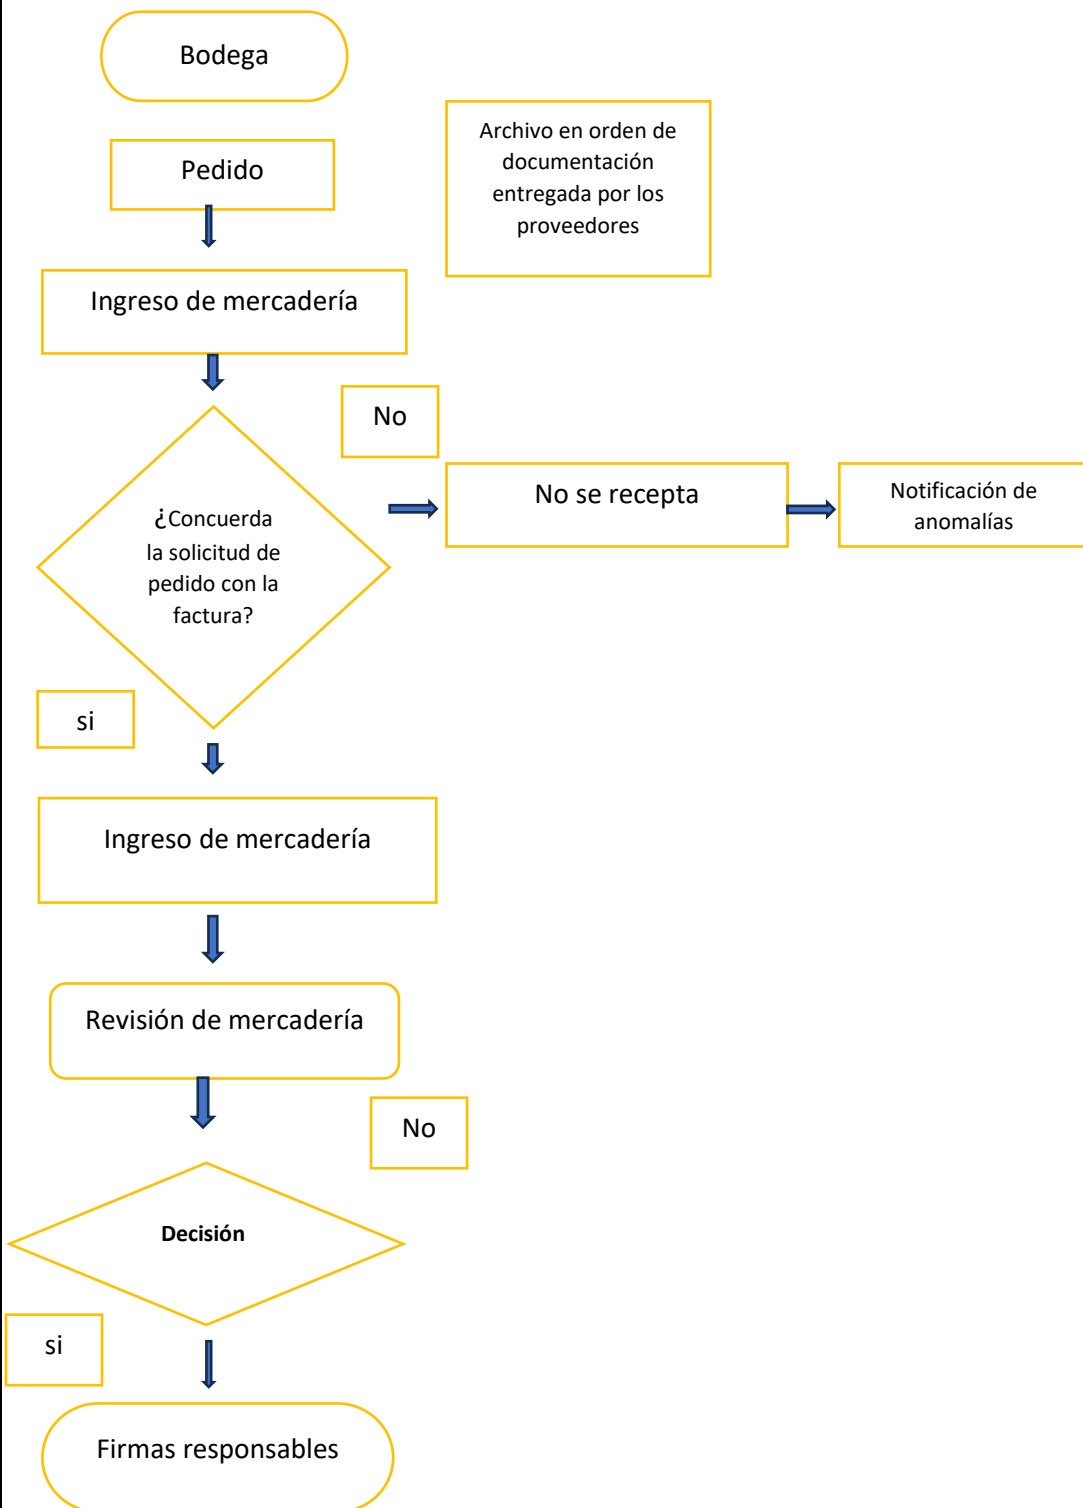 Bodega
Pedido
Archivo en orden de
documentación
entregada por los
proveedores
Ingreso de mercadería
No
¿Concuerda
la solicitud de
pedido con la
factura?
No se recepta
Notificación de
anomalías
si
Ingreso de mercadería
Revisión de mercadería
No
Decisión
si
Firmas responsables